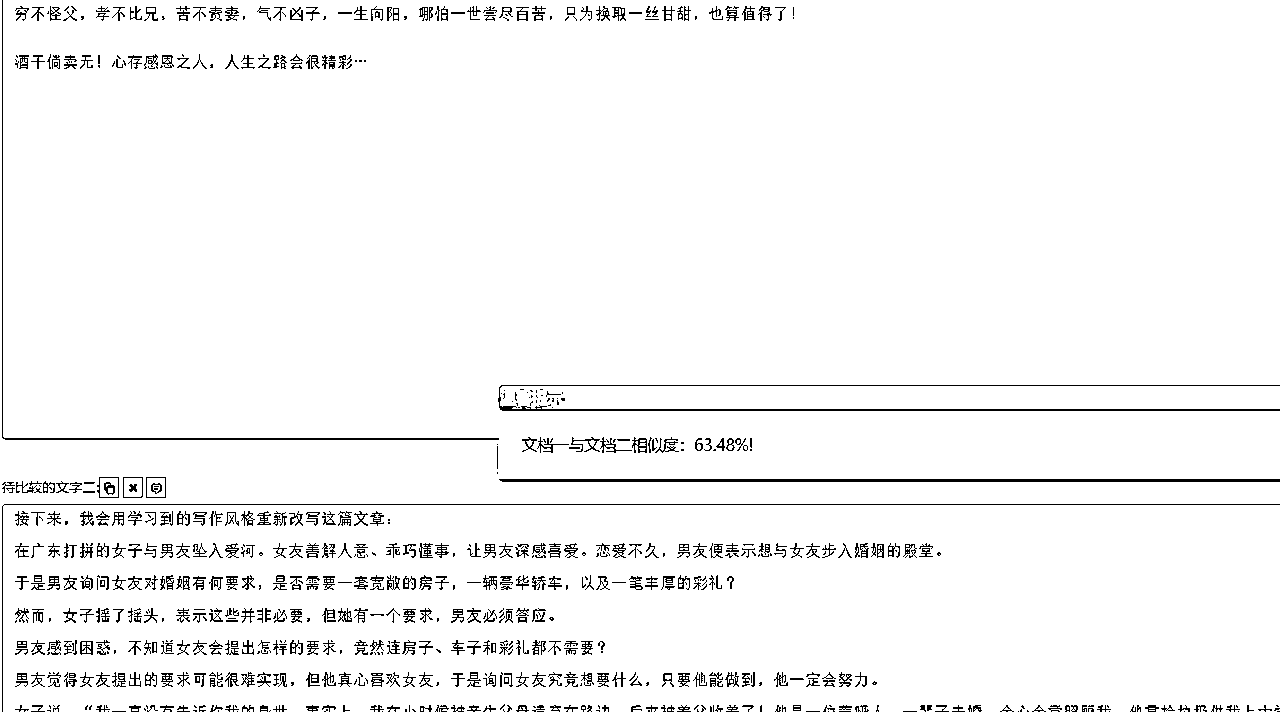 穷不怪父，孝不比兄，苦不责妻，气不凶子，一生向阳，哪怕一世尝尽百苦，只为换取一丝甘甜，也算值得了！
酒干倘卖无！心存感恩之人，人生之路会很精彩…
文档一与文档二相似度：63.48%!
待比较的文字二:
接下来，我会用学习到的写作风格重新改写这篇文章：
在广东打拼的女子与男友坠入爱河。女友善解人意、乖巧懂事，让男友深感喜爱。恋爱不久，男友便表示想与女友步入婚姻的殿堂。
于是男友询问女友对婚姻有何要求，是否需要一套宽敞的房子，一辆豪华轿车，以及一笔丰厚的彩礼？
然而，女子摇了摇头，表示这些并非必要，但她有一个要求，男友必须答应。
男友感到困惑，不知道女友会提出怎样的要求，竟然连房子、车子和彩礼都不需要？
男友觉得女友提出的要求可能很难实现，但他真心喜欢女友，于是询问女友究竟想要什么，只要他能做到，他一定会努力。
女子说，“我一直没有告诉你我的身世，事实上，我在小时候被亲生父母遗弃在路边，后来被养父收养了！他是一位聋哑人，一辈子未婚，全心全意照顾我，他靠捡垃圾供我上大学